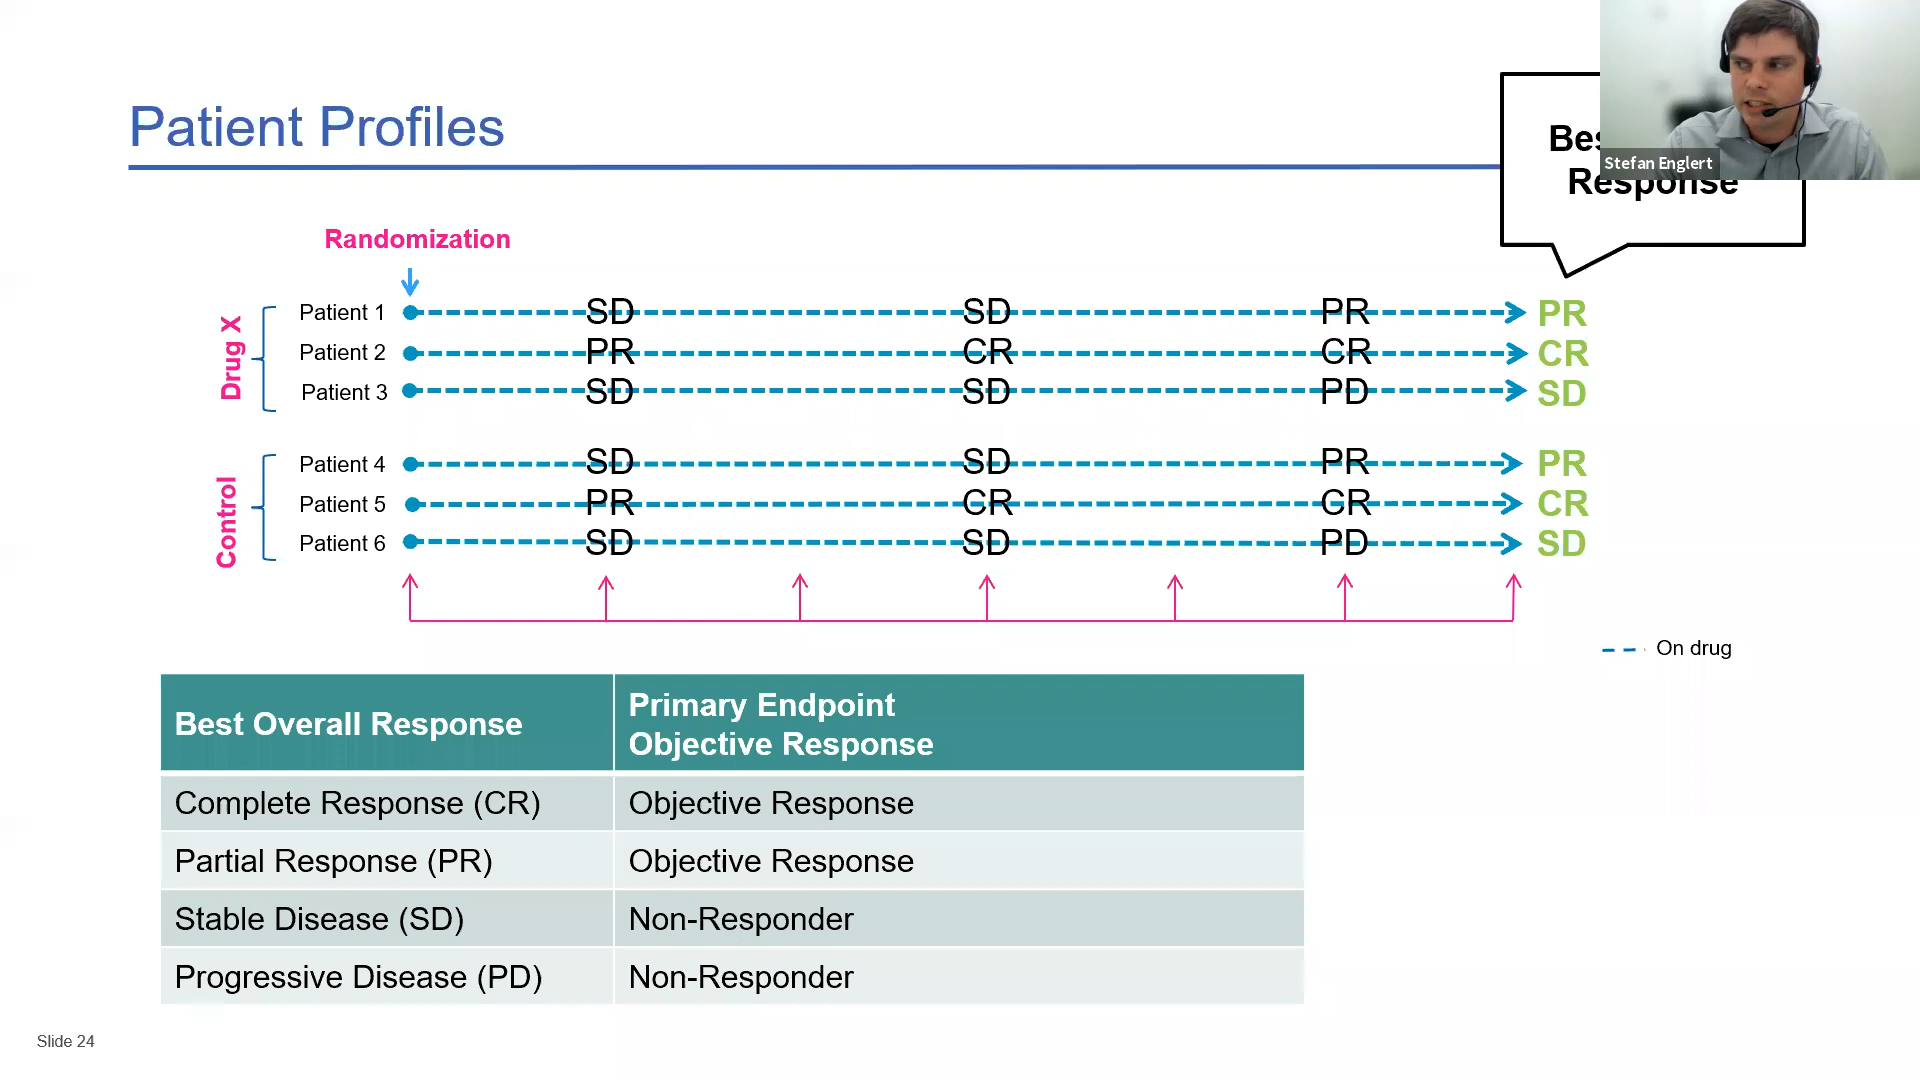 Patient Profiles
Response
Stefan Englert
Randomization
Drug X
Patient 1 SD SD PR PR
Patient 2 PR CR CR CR
Patient 3 SD SD PD SD
Control
Patient 4 SD SD PR PR
Patient 5 PR CR CR CR
Patient 6 SD SD PD SD
On drug
Best Overall Response
Primary Endpoint
Objective Response
Complete Response (CR) Objective Response
Partial Response (PR) Objective Response
Stable Disease (SD) Non-Responder
Progressive Disease (PD) Non-Responder
Slide 24